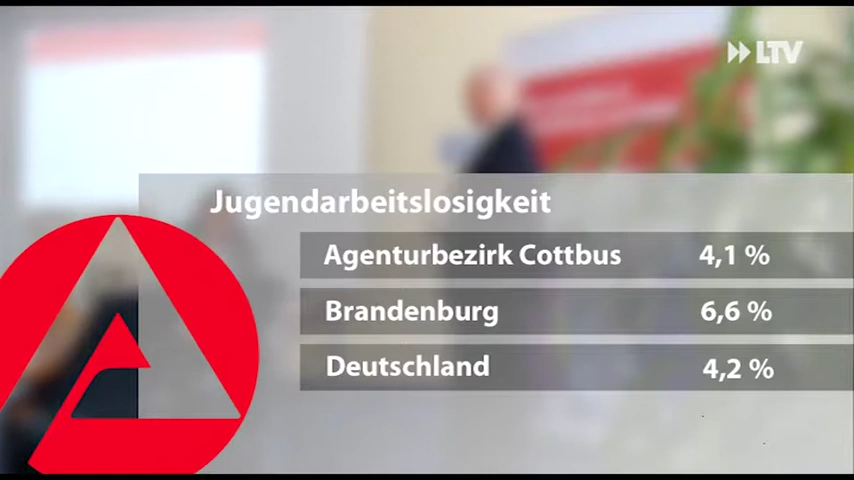 LTV
Jugendarbeitslosigkeit
Agenturbezirk Cottbus 4,1 %
Brandenburg 6,6 %
Deutschland 4,2 %